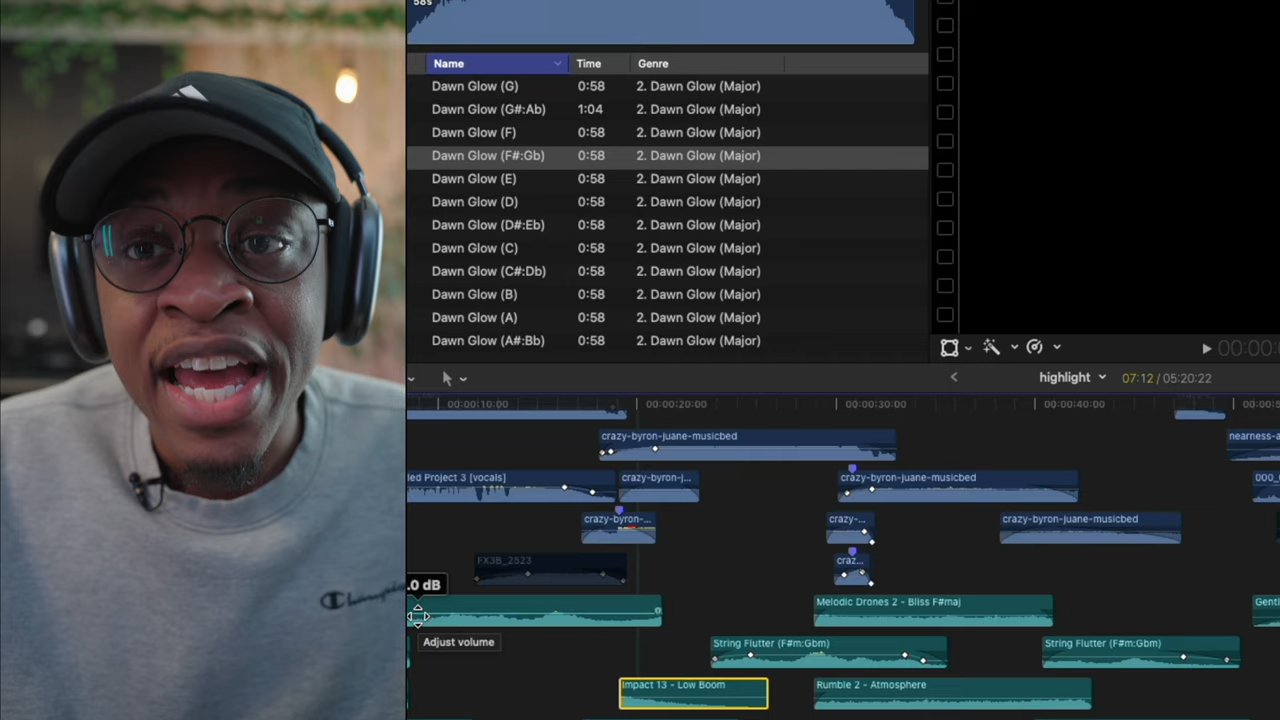 58s
Name Time Genre
Dawn Glow (G) 0:58 2. Dawn Glow (Major)
Dawn Glow (G#:Ab) 1:04 2. Dawn Glow (Major)
Dawn Glow (F) 0:58 2. Dawn Glow (Major)
Dawn Glow (F#:Gb) 0:58 2. Dawn Glow (Major)
Dawn Glow (E) 0:58 2. Dawn Glow (Major)
Dawn Glow (D) 0:58 2. Dawn Glow (Major)
Dawn Glow (D#:Eb) 0:58 2. Dawn Glow (Major)
Dawn Glow (C) 0:58 2. Dawn Glow (Major)
Dawn Glow (C#:Db) 0:58 2. Dawn Glow (Major)
Dawn Glow (B) 0:58 2. Dawn Glow (Major)
Dawn Glow (A) 0:58 2. Dawn Glow (Major)
Dawn Glow (A#:Bb) 0:58 2. Dawn Glow (Major)
00:00:0
highlight 07:12 / 05:20:22
00:00:10:00 00:00:20:00 00:00:30:00 00:00:40:00 00:00:5
crazy-byron-juane-musicbed nearness-a
led Project 3 [vocals] crazy-byron-j... crazy-byron-juane-musicbed 000_
crazy-byron-... crazy-... crazy-byron-juane-musicbed
FX3B_2523 craz...
.0 dB
Melodic Drones 2 - Bliss F#maj Gentl
Adjust volume
String Flutter (F#m:Gbm) String Flutter (F#m:Gbm)
Impact 13 - Low Boom Rumble 2 - Atmosphere
Champion